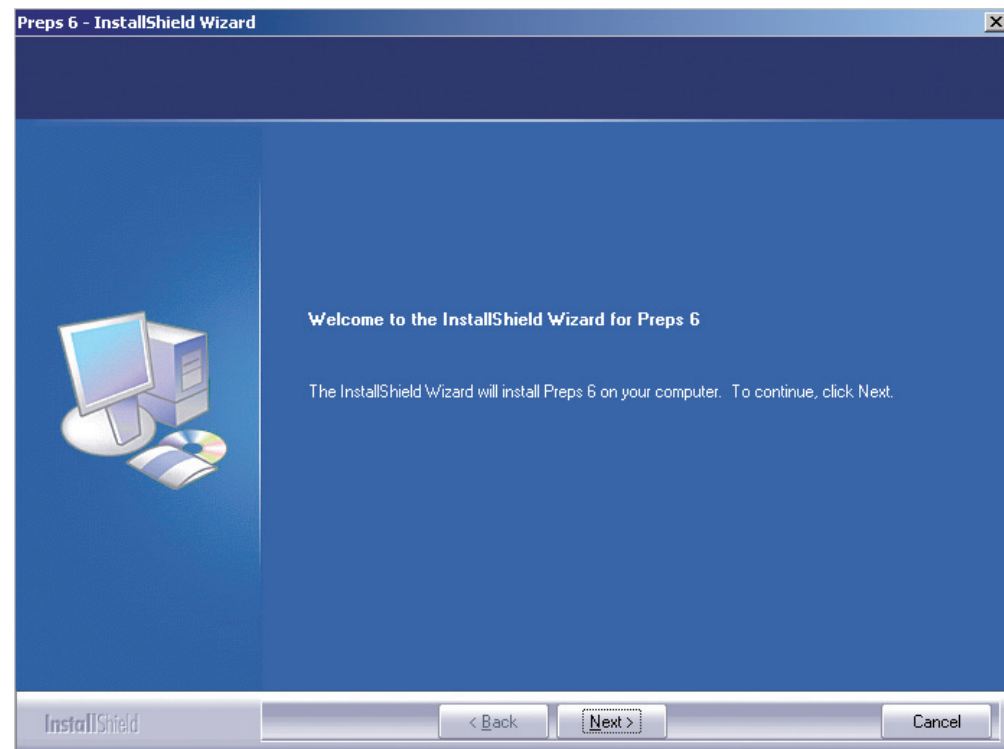 Preps 6 - InstallShield Wizard
Welcome to the InstallShield Wizard for Preps 6
The InstallShield Wizard will install Preps 6 on your computer.  To continue, click Next.
InstallShield
< Back
Next >
Cancel